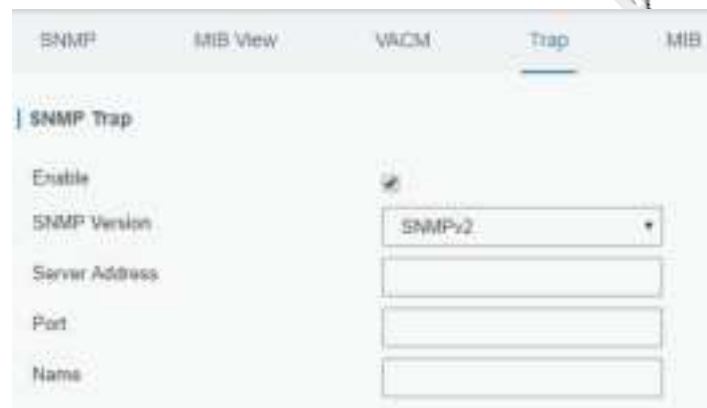 SNMP MIB View VACM Trap MIB
SNMP Trap
Enable
SNMP Version SNMPv2
Server Address
Port
Name